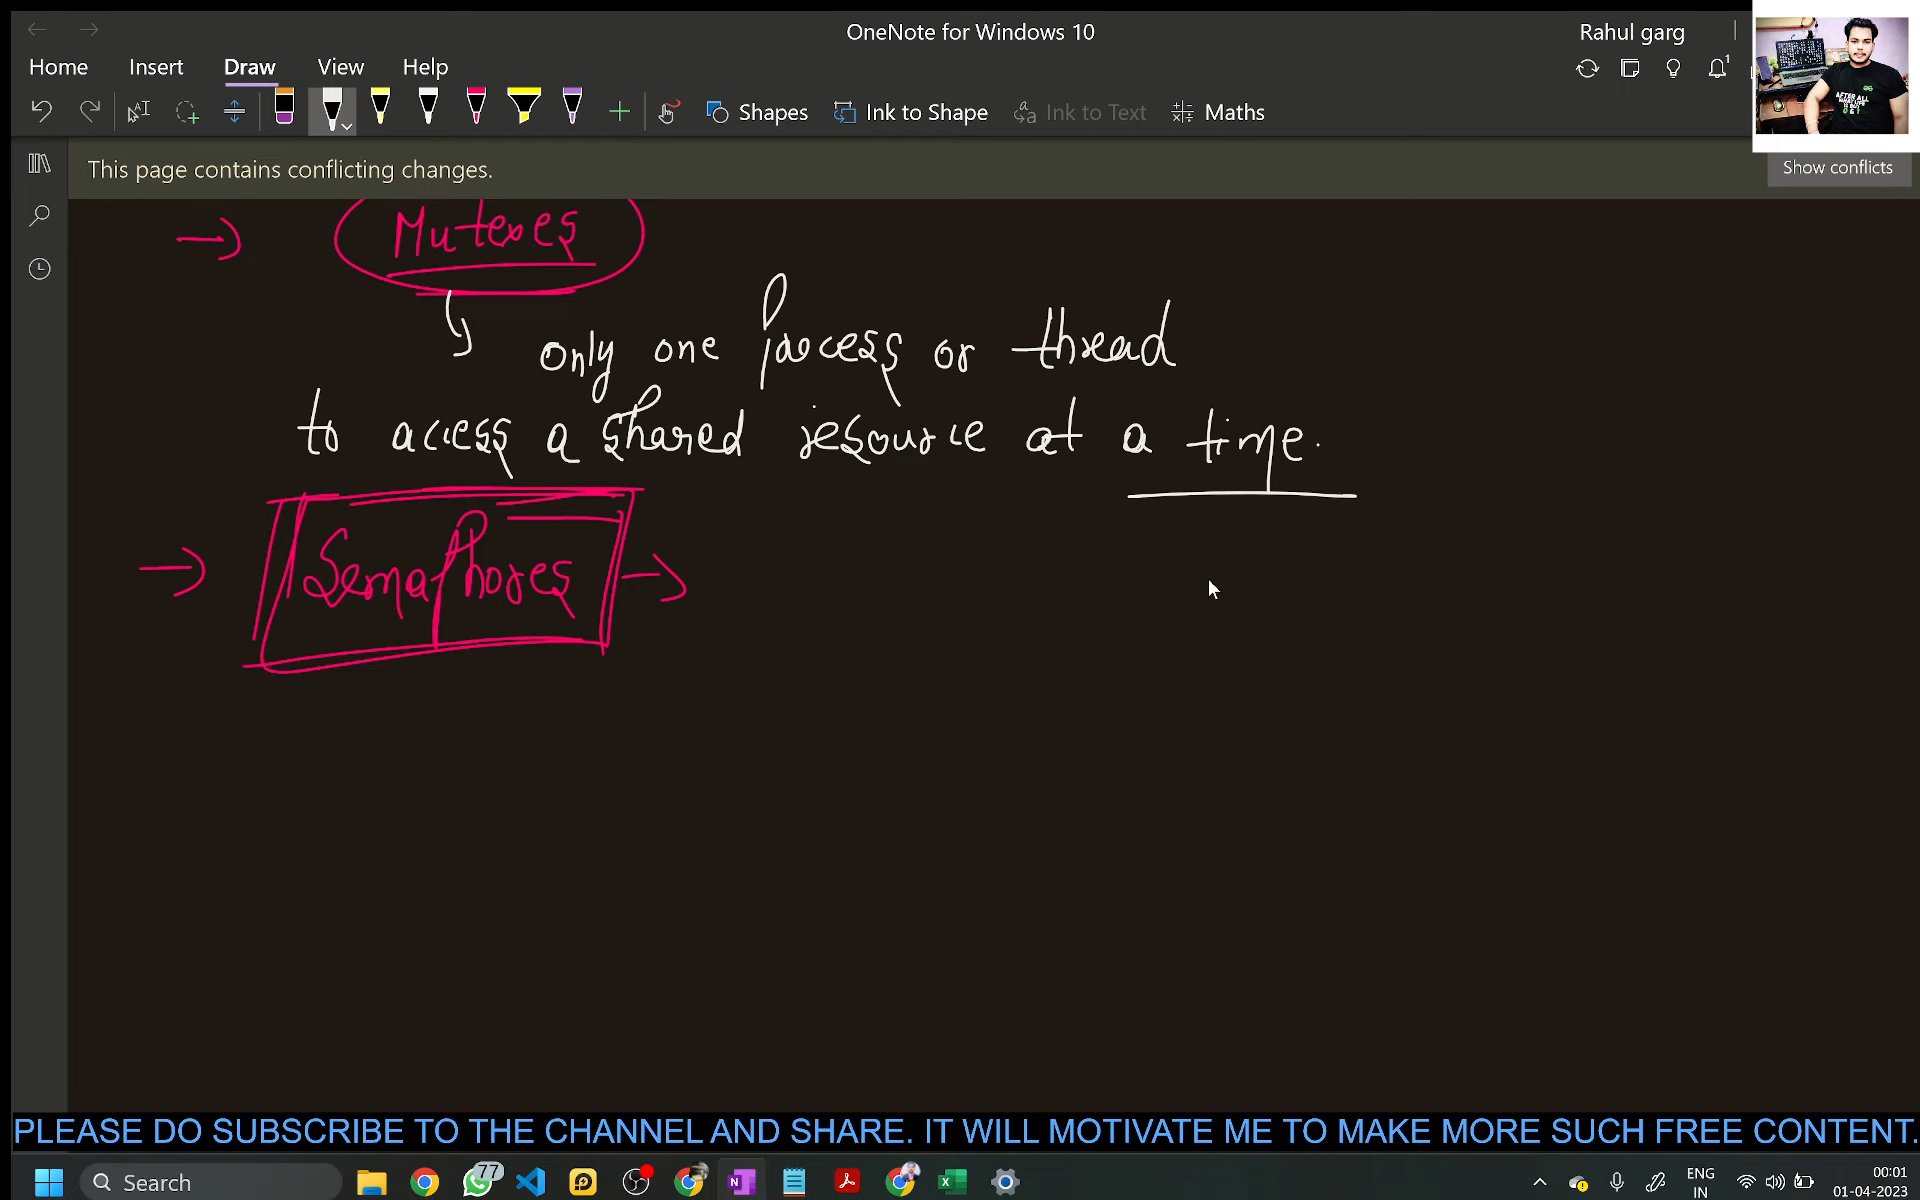 OneNote for Windows 10
Rahul garg
Home Insert Draw View Help
Shapes Ink to Shape Ink to Text Maths
This page contains conflicting changes.
Show conflicts
→ Mutexes
only one process or thread
to access a shared resource at a time.
→ Semaphores →
PLEASE DO SUBSCRIBE TO THE CHANNEL AND SHARE. IT WILL MOTIVATE ME TO MAKE MORE SUCH FREE CONTENT.
Search
77
ENG
IN
00:01
01-04-2023